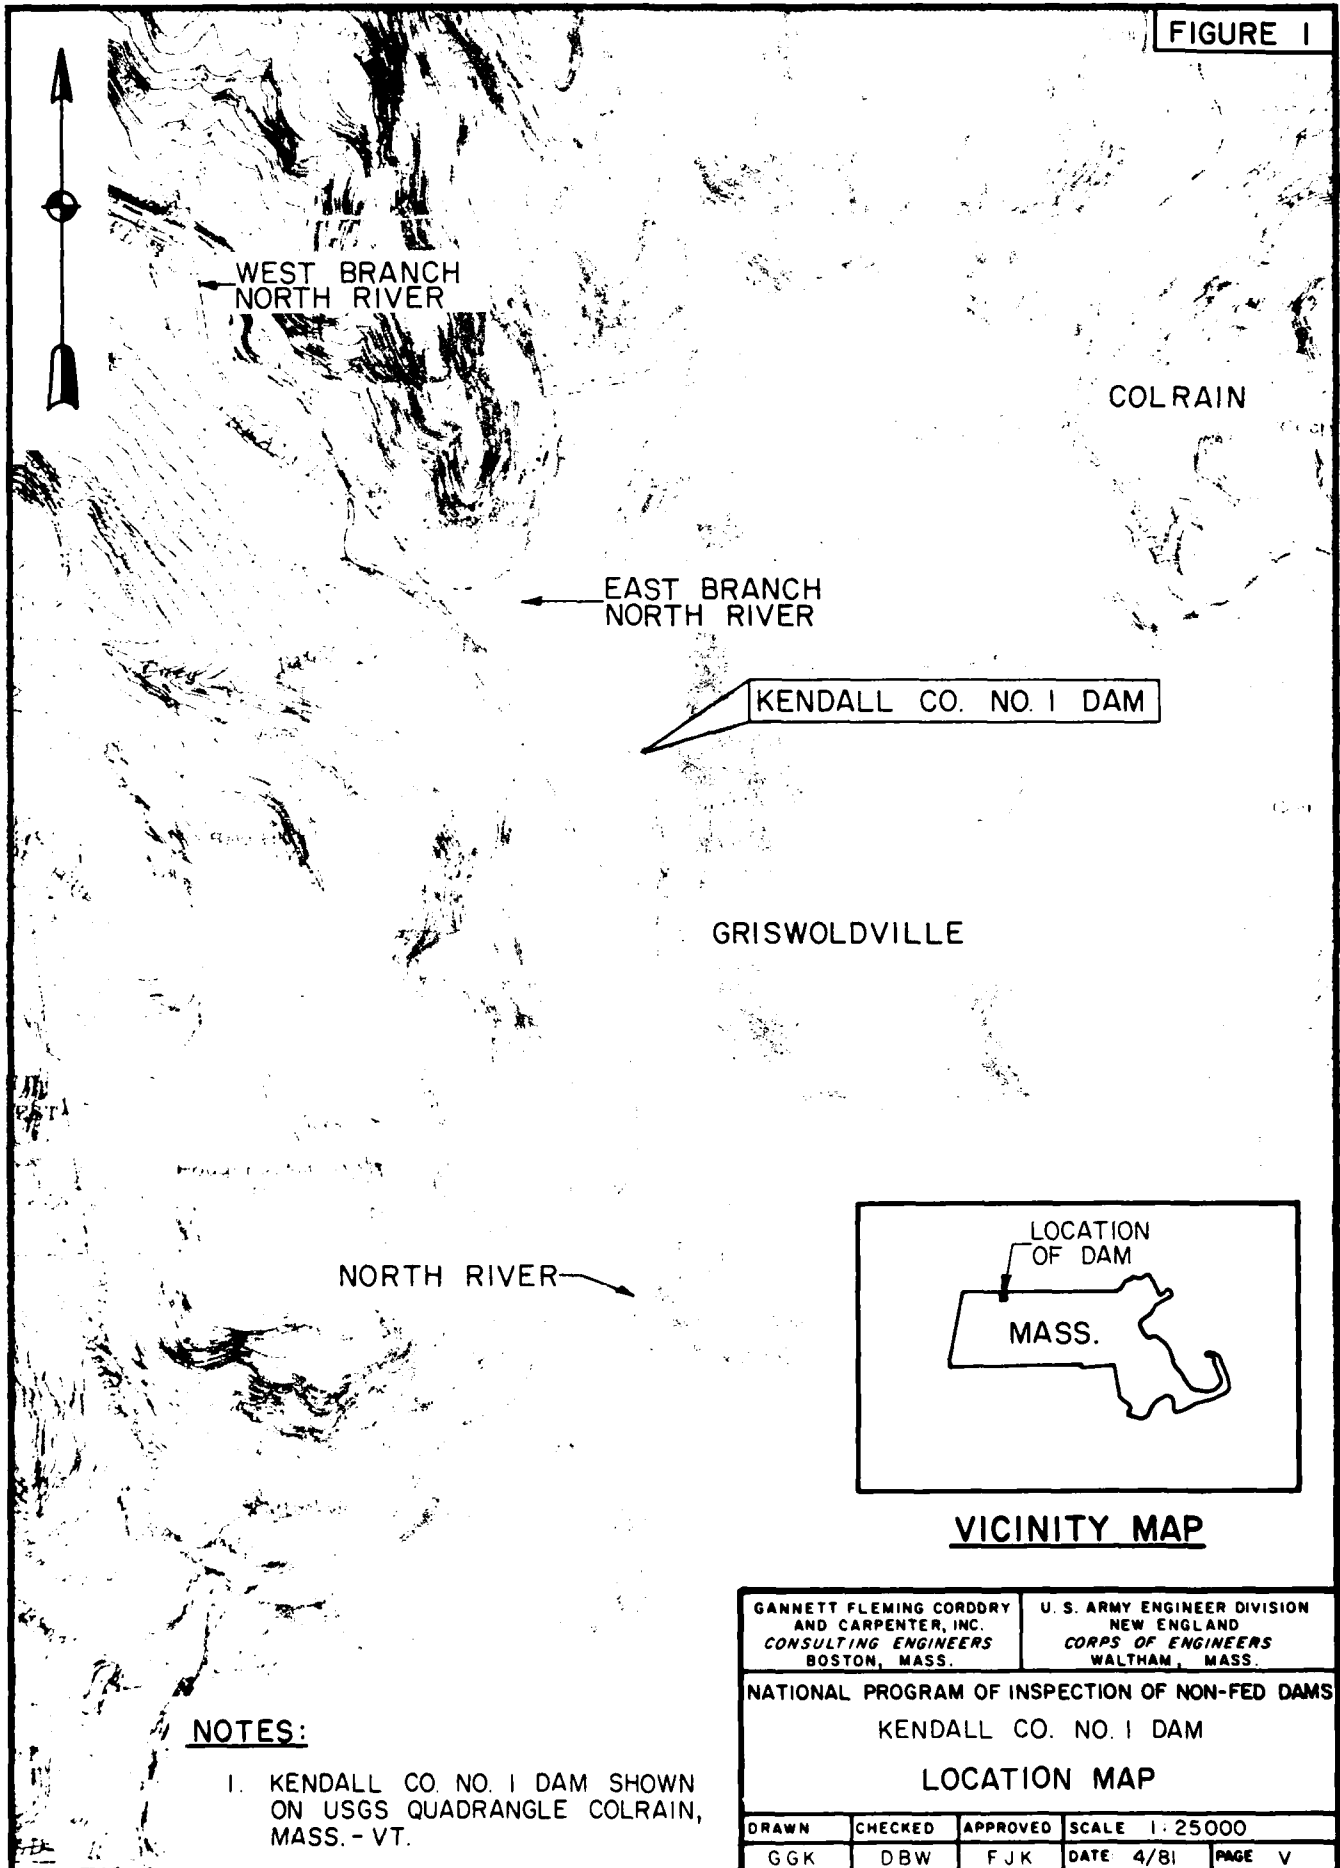 FIGURE 1
WEST BRANCH
NORTH RIVER
COLRAIN
EAST BRANCH
NORTH RIVER
KENDALL CO. NO. 1 DAM
GRISWOLDVILLE
NORTH RIVER
LOCATION
OF DAM
MASS.
VICINITY MAP
NOTES:
1. KENDALL CO. NO. 1 DAM SHOWN
ON USGS QUADRANGLE COLRAIN,
MASS. - VT.
GANNETT FLEMING CORDDRY
AND CARPENTER, INC.
CONSULTING ENGINEERS
BOSTON, MASS.
U. S. ARMY ENGINEER DIVISION
NEW ENGLAND
CORPS OF ENGINEERS
WALTHAM, MASS.
NATIONAL PROGRAM OF INSPECTION OF NON-FED DAMS
KENDALL CO. NO. 1 DAM
LOCATION MAP
DRAWN CHECKED APPROVED SCALE 1:25000
GGK DBW FJK DATE 4/81 PAGE V